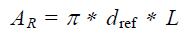 A_R = π * d_ref * L